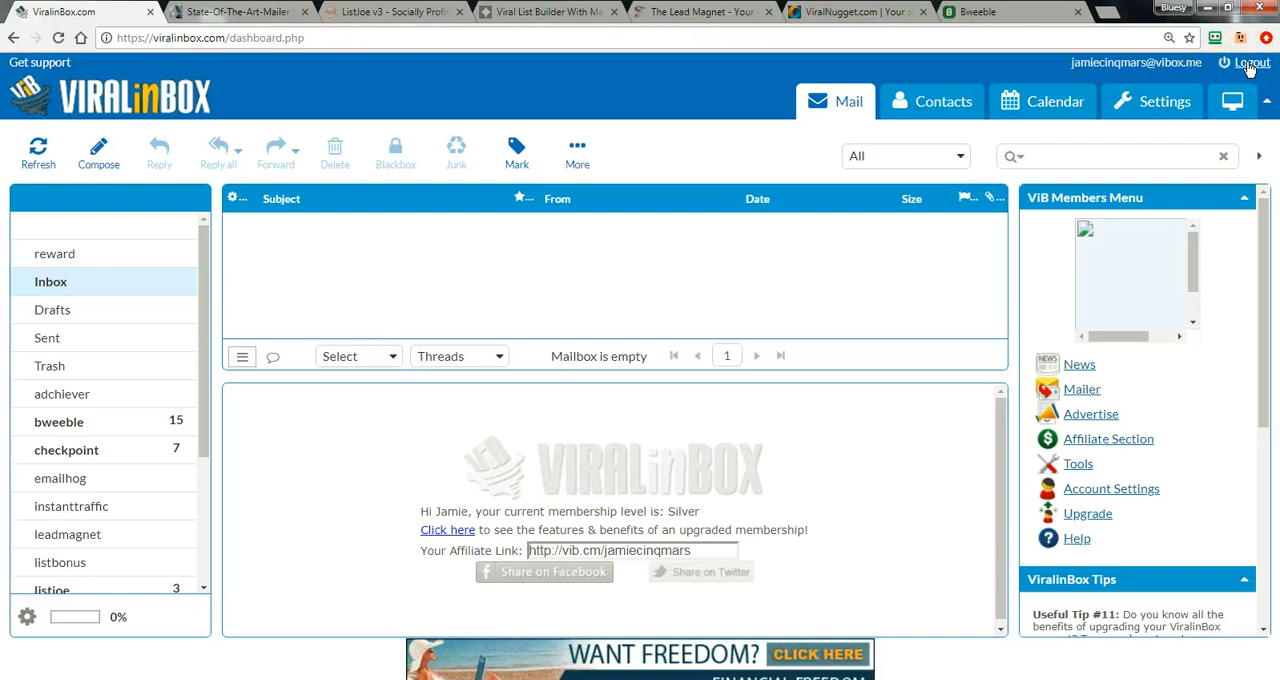 ViralinBox.com
State-Of-The-Art-Mailer
ListJoe v3 - Socially Profi
Viral List Builder With Ma
The Lead Magnet - Your
ViralNugget.com | Your s
Bweeble
Bluesy
https://viralinbox.com/dashboard.php
Get support
jamiecinqmars@vibox.me
Logout
ViB VIRALinBOX
Mail
Contacts
Calendar
Settings
Refresh
Compose
Reply
Reply all
Forward
Delete
Blackbox
Junk
Mark
More
All
reward
Inbox
Drafts
Sent
Trash
adchiever
bweeble 15
checkpoint 7
emailhog
instanttraffic
leadmagnet
listbonus
listjoe 3
0%
Subject
From
Date
Size
Select
Threads
Mailbox is empty
1
VIRALinBOX
Hi Jamie, your current membership level is: Silver
Click here to see the features & benefits of an upgraded membership!
Your Affiliate Link: http://vib.cm/jamiecinqmars
Share on Facebook
Share on Twitter
ViB Members Menu
NEWS News
Mailer
Advertise
Affiliate Section
Tools
Account Settings
Upgrade
Help
ViralinBox Tips
Useful Tip #11: Do you know all the
benefits of upgrading your ViralinBox
WANT FREEDOM? CLICK HERE
FINANCIAL FREEDOM